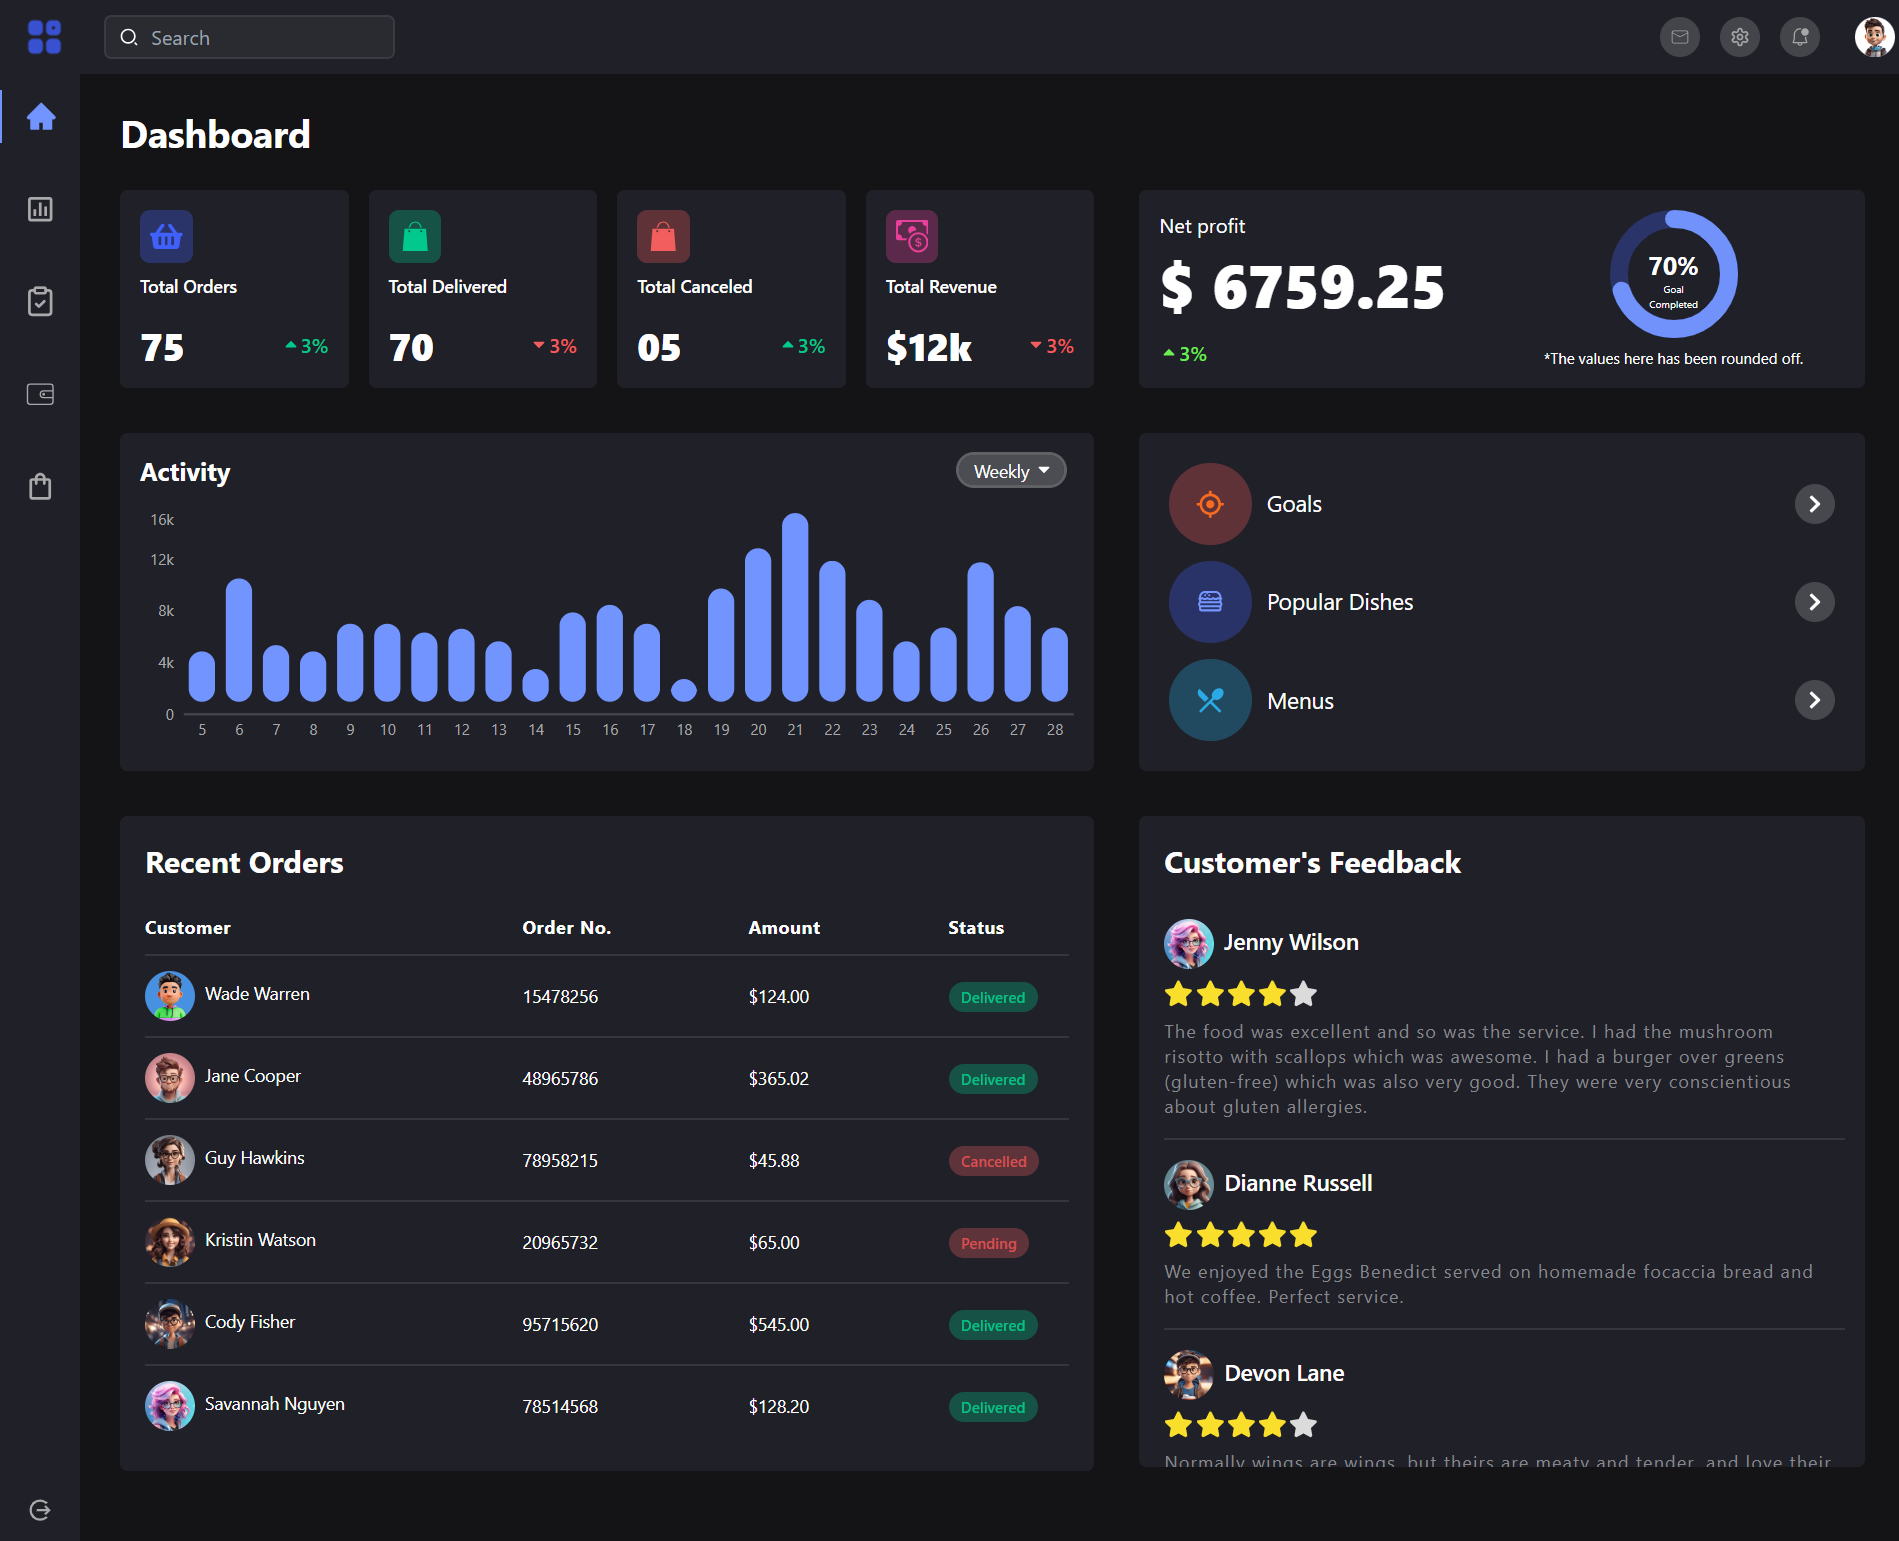 Search
Dashboard
Total Orders
75
3%
Total Delivered
70
3%
Total Canceled
05
3%
Total Revenue
$12k
3%
Net profit
$ 6759.25
3%
70%
Goal
Completed
*The values here has been rounded off.
Activity
Weekly
16k
12k
8k
4k
0
5 6 7 8 9 10 11 12 13 14 15 16 17 18 19 20 21 22 23 24 25 26 27 28
Goals
Popular Dishes
Menus
Recent Orders
Customer Order No. Amount Status
Wade Warren 15478256 $124.00 Delivered
Jane Cooper 48965786 $365.02 Delivered
Guy Hawkins 78958215 $45.88 Cancelled
Kristin Watson 20965732 $65.00 Pending
Cody Fisher 95715620 $545.00 Delivered
Savannah Nguyen 78514568 $128.20 Delivered
Customer's Feedback
Jenny Wilson
The food was excellent and so was the service. I had the mushroom
risotto with scallops which was awesome. I had a burger over greens
(gluten-free) which was also very good. They were very conscientious
about gluten allergies.
Dianne Russell
We enjoyed the Eggs Benedict served on homemade focaccia bread and
hot coffee. Perfect service.
Devon Lane
Normally wings are wings, but theirs are meaty and tender, and love their